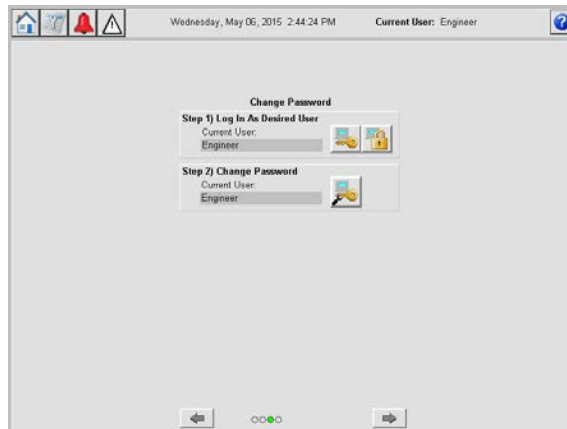 Wednesday, May 06, 2015 2:44:24 PM Current User: Engineer
Change Password
Step 1) Log In As Desired User
Current User:
Engineer
Step 2) Change Password
Current User:
Engineer